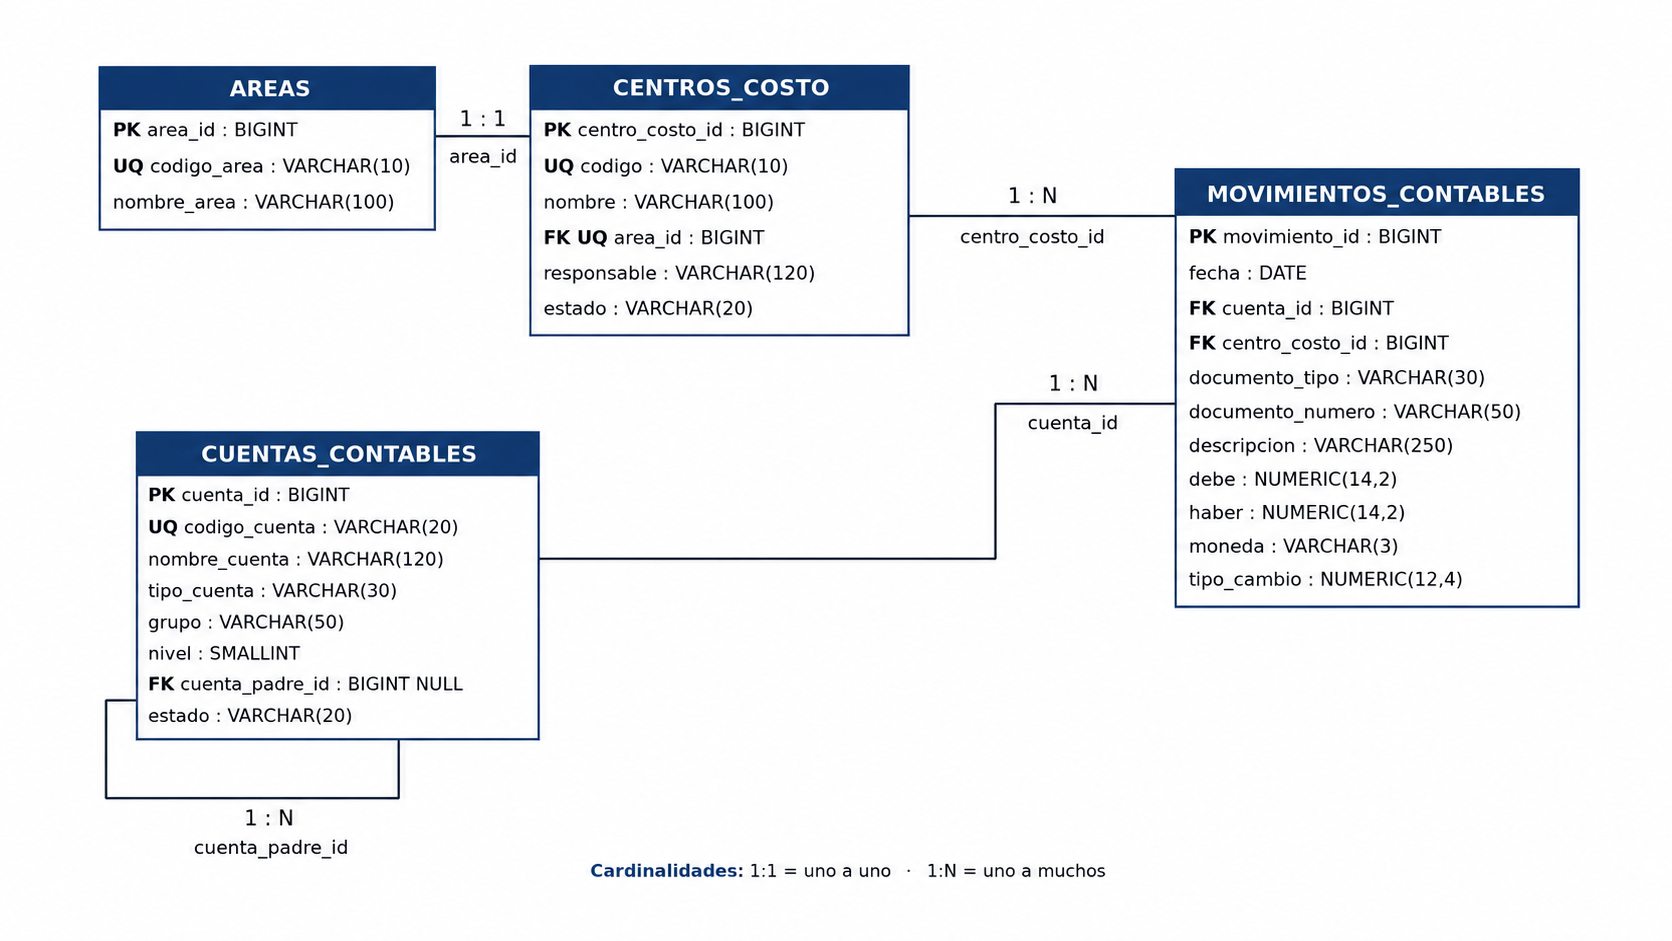 AREAS
PK area_id : BIGINT
UQ codigo_area : VARCHAR(10)
nombre_area : VARCHAR(100)
1 : 1
area_id
CENTROS_COSTO
PK centro_costo_id : BIGINT
UQ codigo : VARCHAR(10)
nombre : VARCHAR(100)
FK UQ area_id : BIGINT
responsable : VARCHAR(120)
estado : VARCHAR(20)
1 : N
centro_costo_id
MOVIMIENTOS_CONTABLES
PK movimiento_id : BIGINT
fecha : DATE
FK cuenta_id : BIGINT
FK centro_costo_id : BIGINT
documento_tipo : VARCHAR(30)
documento_numero : VARCHAR(50)
descripcion : VARCHAR(250)
debe : NUMERIC(14,2)
haber : NUMERIC(14,2)
moneda : VARCHAR(3)
tipo_cambio : NUMERIC(12,4)
1 : N
cuenta_id
CUENTAS_CONTABLES
PK cuenta_id : BIGINT
UQ codigo_cuenta : VARCHAR(20)
nombre_cuenta : VARCHAR(120)
tipo_cuenta : VARCHAR(30)
grupo : VARCHAR(50)
nivel : SMALLINT
FK cuenta_padre_id : BIGINT NULL
estado : VARCHAR(20)
1 : N
cuenta_padre_id
Cardinalidades: 1:1 = uno a uno · 1:N = uno a muchos